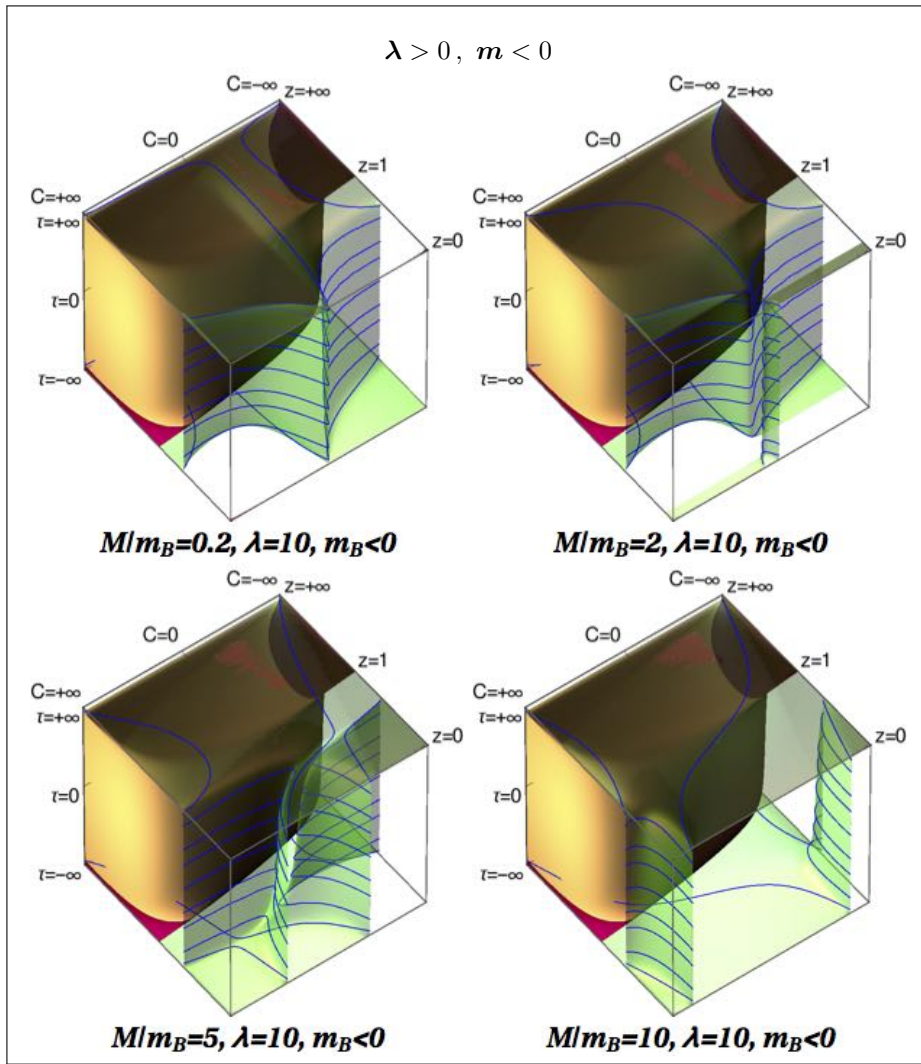 λ > 0 , m < 0
C=−∞
z=+∞
C=0
z=1
C=+∞
τ=+∞
z=0
τ=0
τ=−∞
M/m_B=0.2, λ=10, m_B<0
C=−∞
z=+∞
C=0
z=1
C=+∞
τ=+∞
z=0
τ=0
τ=−∞
M/m_B=2, λ=10, m_B<0
C=−∞
z=+∞
C=0
z=1
C=+∞
τ=+∞
z=0
τ=0
τ=−∞
M/m_B=5, λ=10, m_B<0
C=−∞
z=+∞
C=0
z=1
C=+∞
τ=+∞
z=0
τ=0
τ=−∞
M/m_B=10, λ=10, m_B<0